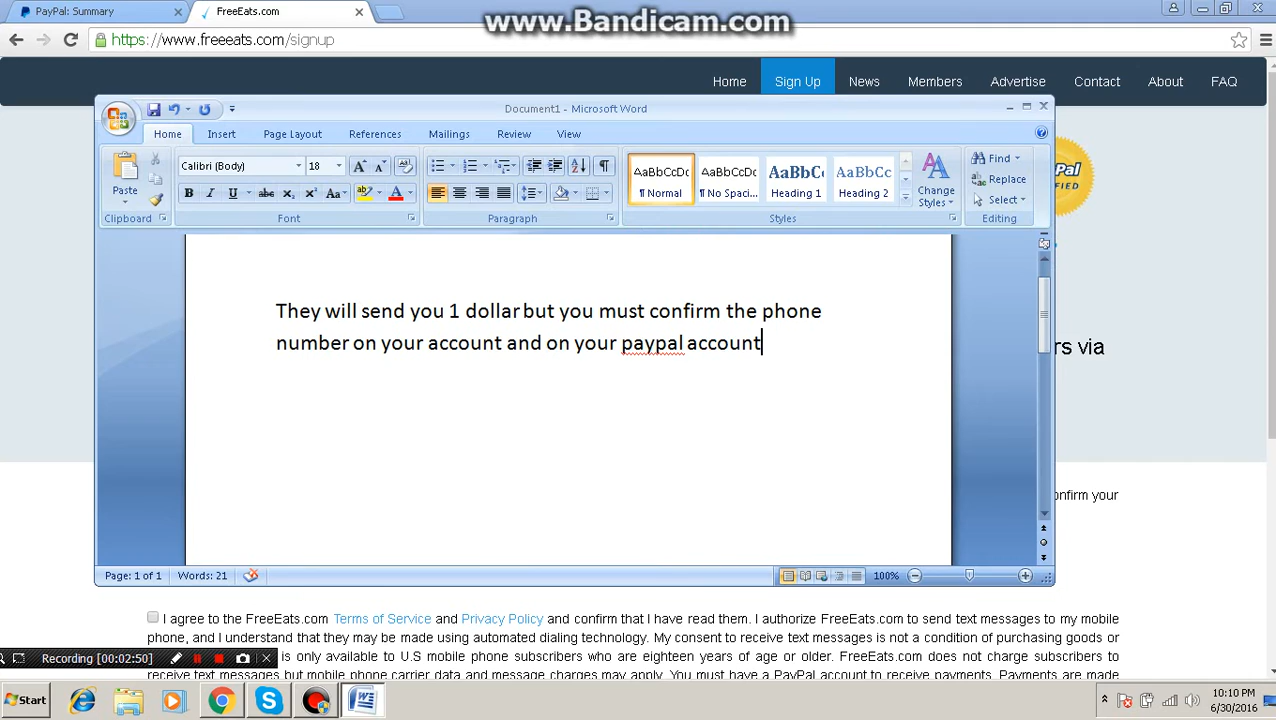 PayPal: Summary
FreeEats.com
www.Bandicam.com
https://www.freeeats.com/signup
Home Sign Up News Members Advertise Contact About FAQ
Document1 - Microsoft Word
Home Insert Page Layout References Mailings Review View
Calibri (Body) 18
AaBbCcDc AaBbCcDc AaBbC AaBbCc
Paste
¶ Normal ¶ No Spaci... Heading 1 Heading 2
Change Styles
Find
Replace
Select
Clipboard Font Paragraph Styles Editing
Pal
IFIED
They will send you 1 dollar but you must confirm the phone
number on your account and on your paypal account
rs via
onfirm your
Page: 1 of 1 Words: 21 100%
I agree to the FreeEats.com Terms of Service and Privacy Policy and confirm that I have read them. I authorize FreeEats.com to send text messages to my mobile
phone, and I understand that they may be made using automated dialing technology. My consent to receive text messages is not a condition of purchasing goods or
is only available to U.S mobile phone subscribers who are eighteen years of age or older. FreeEats.com does not charge subscribers to
receive text messages but mobile phone carrier data and message charges may apply. You must have a PayPal account to receive payments. Payments are made
Recording [00:02:50]
Start
10:10 PM
6/30/2016